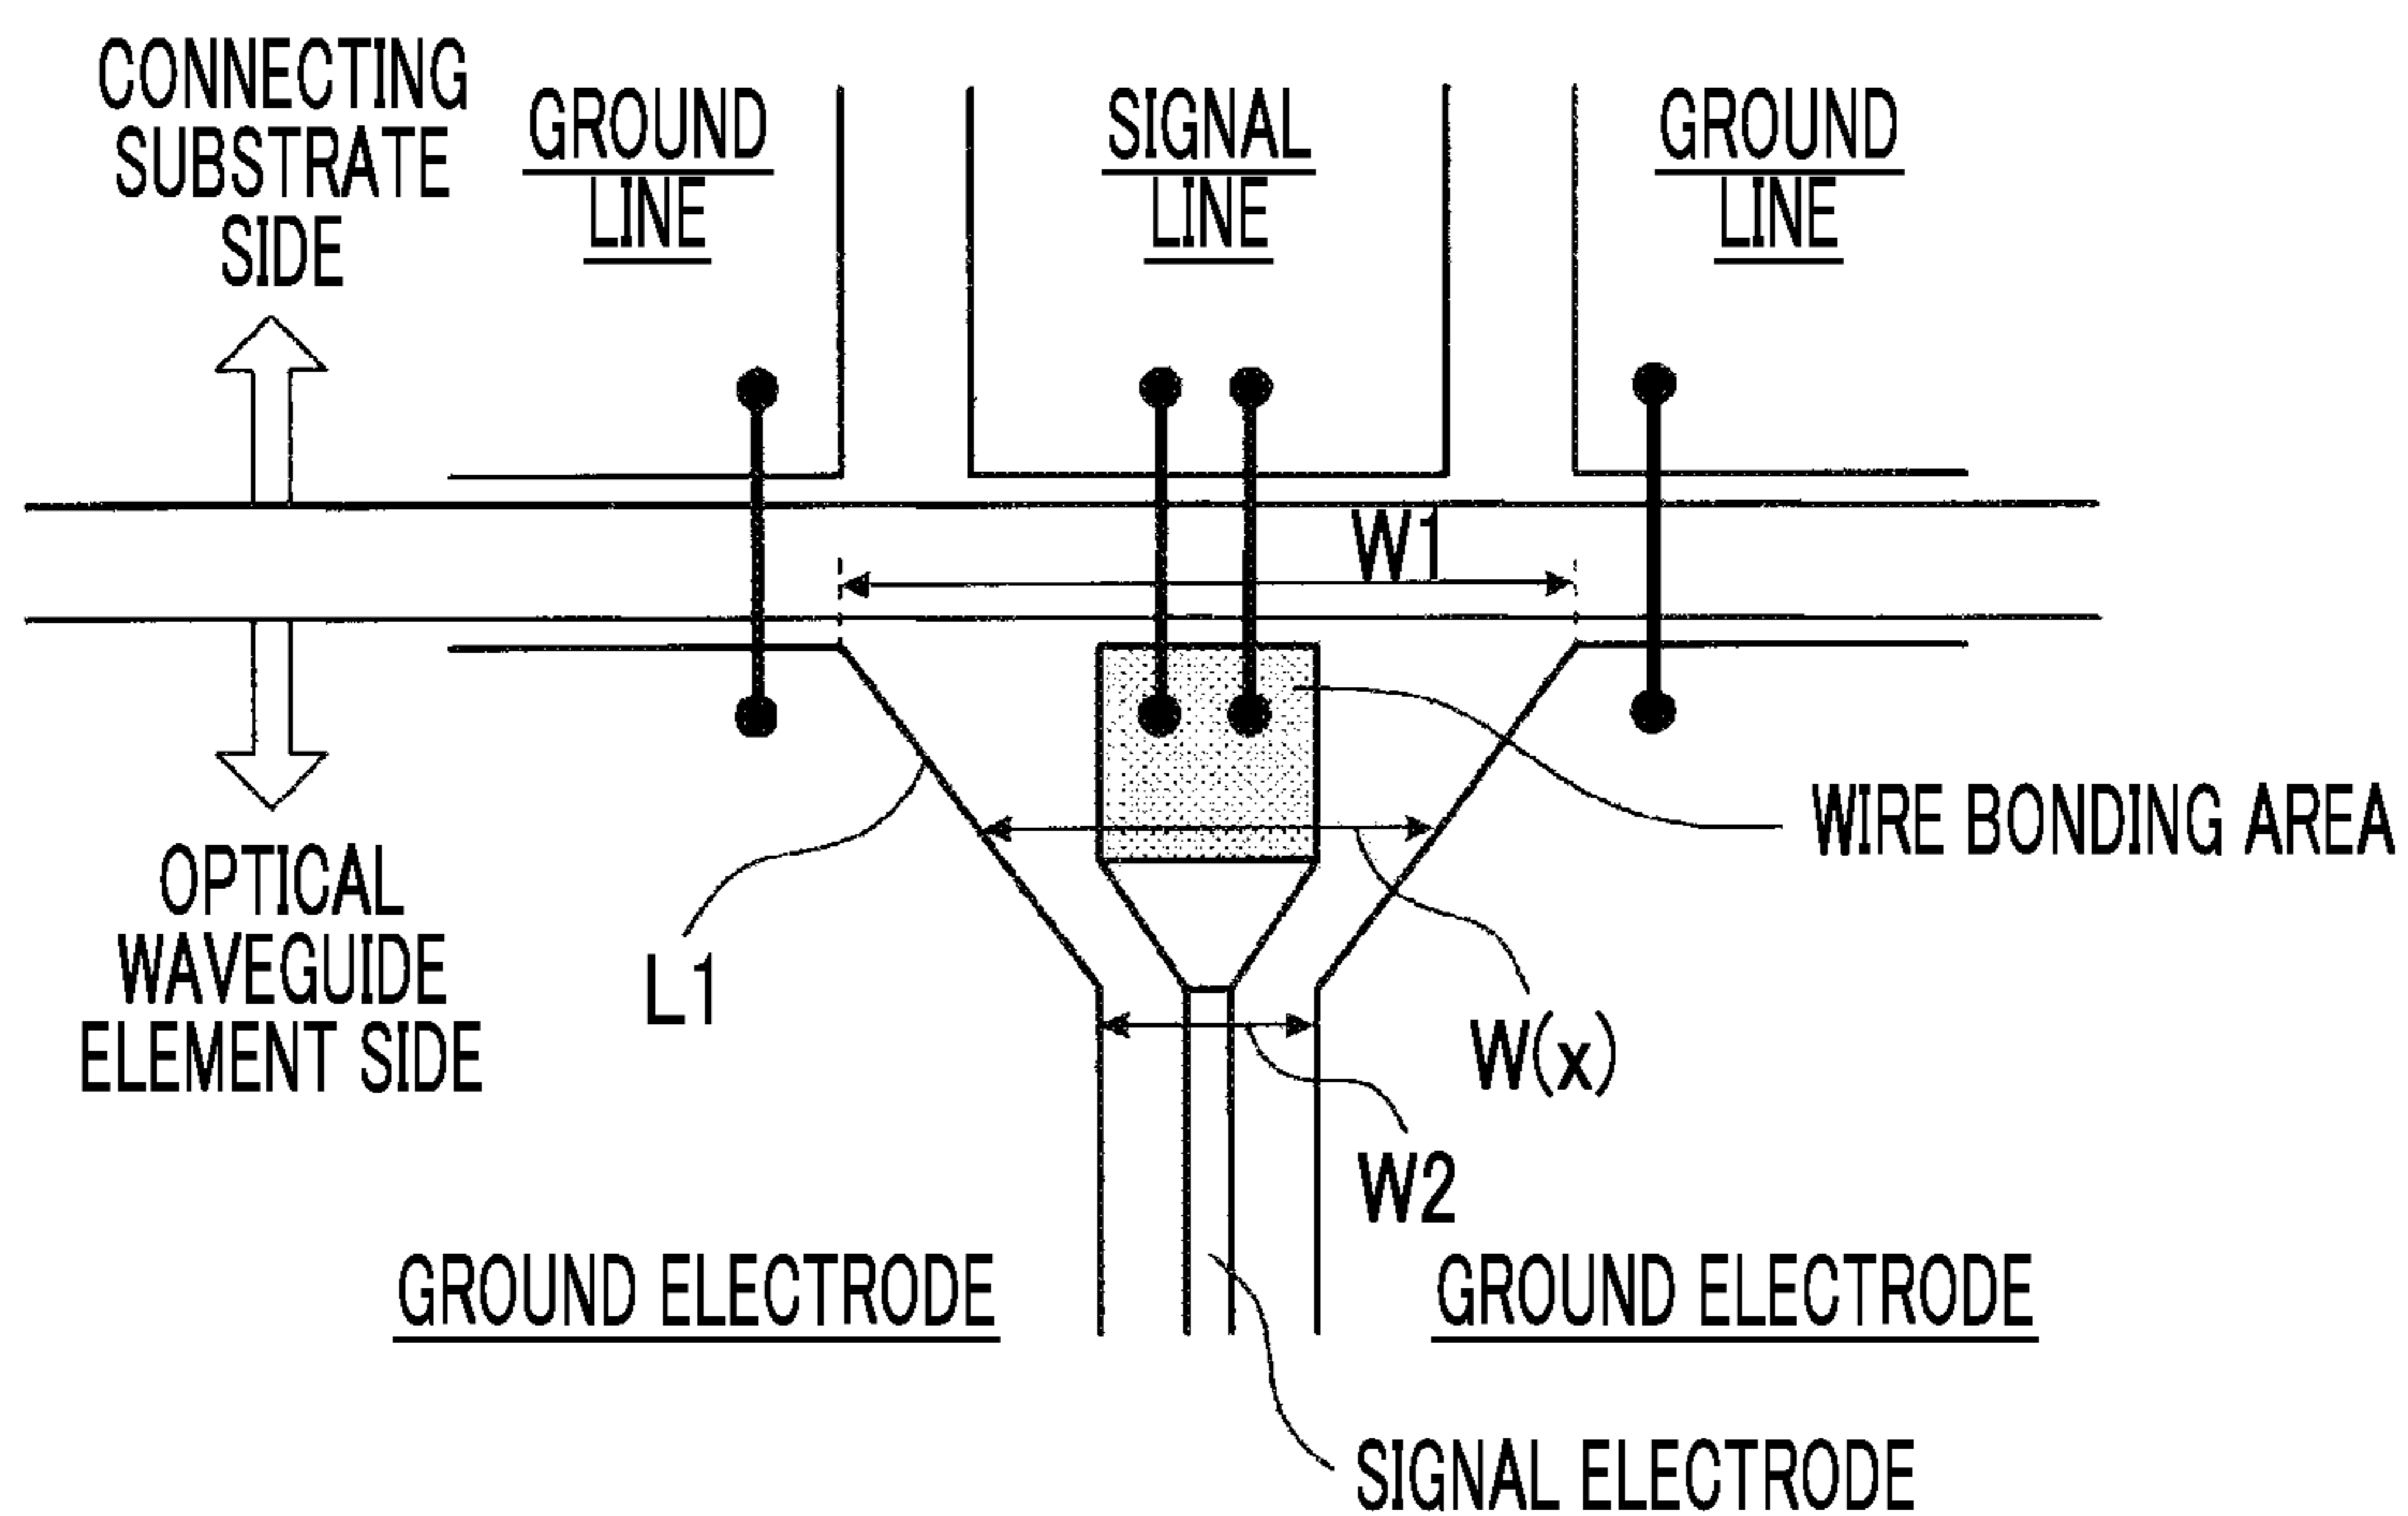 CONNECTING
SUBSTRATE
SIDE
GROUND
LINE
SIGNAL
LINE
GROUND
LINE
W1
WIRE BONDING AREA
OPTICAL
WAVEGUIDE
ELEMENT SIDE
L1
W(x)
W2
GROUND ELECTRODE
GROUND ELECTRODE
SIGNAL ELECTRODE